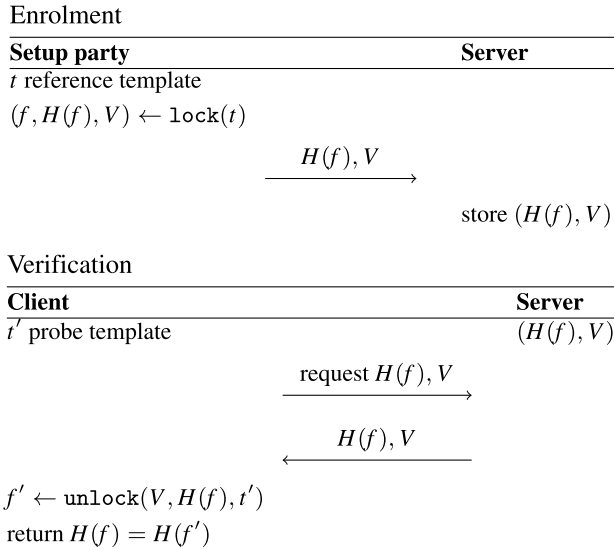 Enrolment
Setup party Server
t reference template
(f, H(f), V) ← lock(t)
H(f), V
store (H(f), V)
Verification
Client Server
t′ probe template (H(f), V)
request H(f), V
H(f), V
f′ ← unlock(V, H(f), t′)
return H(f) = H(f′)